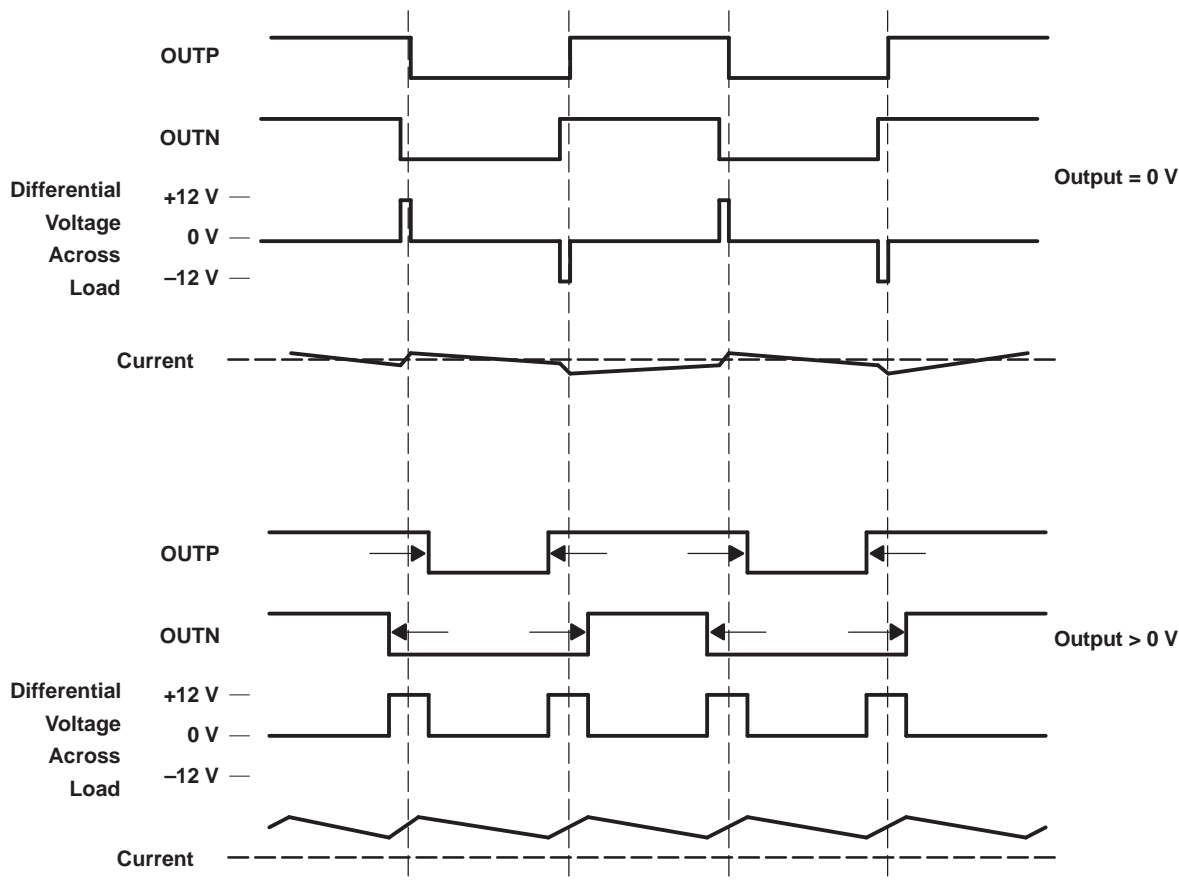 OUTP
OUTN
Output = 0 V
Differential
Voltage
Across
Load
+12 V
0 V
–12 V
Current
OUTP
OUTN
Output > 0 V
Differential
Voltage
Across
Load
+12 V
0 V
–12 V
Current